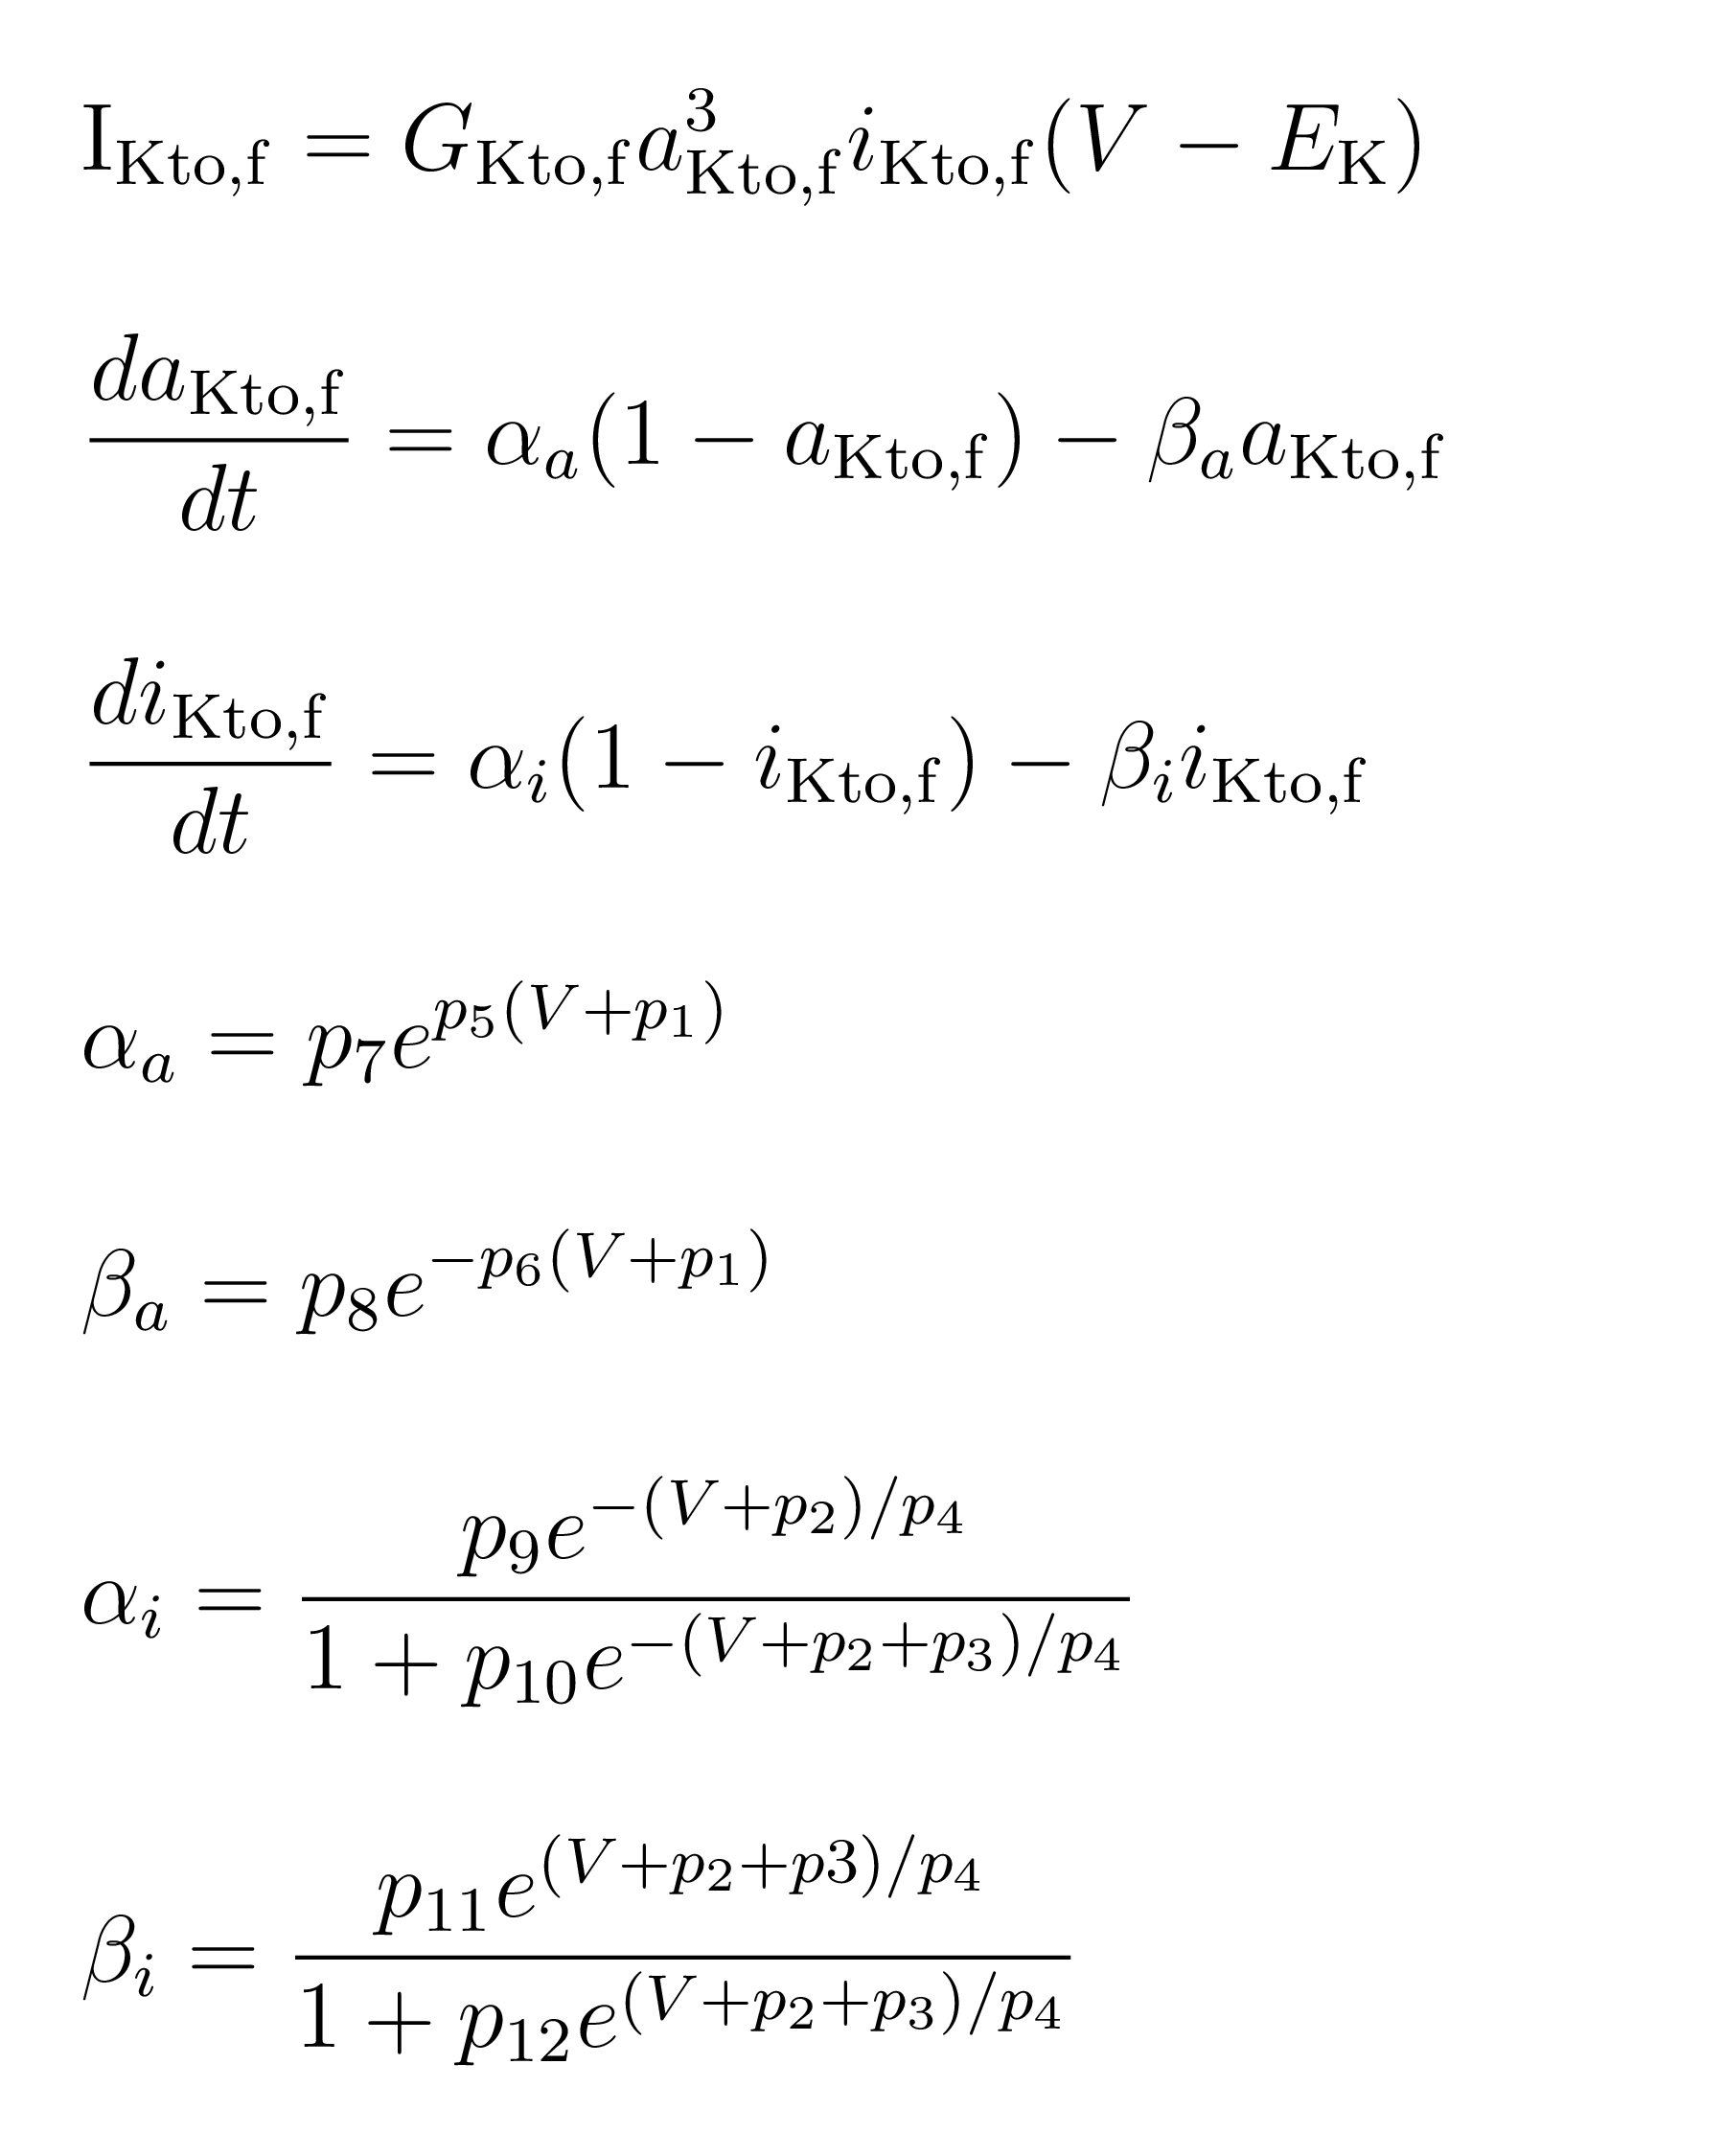 $\mathrm{I}_{\mathrm{Kto,f}} = G_{\mathrm{Kto,f}} a_{\mathrm{Kto,f}}^{3} i_{\mathrm{Kto,f}} (V - E_{\mathrm{K}})$
$\frac{da_{\mathrm{Kto,f}}}{dt} = \alpha_a (1 - a_{\mathrm{Kto,f}}) - \beta_a a_{\mathrm{Kto,f}}$
$\frac{di_{\mathrm{Kto,f}}}{dt} = \alpha_i (1 - i_{\mathrm{Kto,f}}) - \beta_i i_{\mathrm{Kto,f}}$
$\alpha_a = p_7 e^{p_5 (V + p_1)}$
$\beta_a = p_8 e^{-p_6 (V + p_1)}$
$\alpha_i = \frac{p_9 e^{-(V + p_2)/p_4}}{1 + p_{10} e^{-(V + p_2 + p_3)/p_4}}$
$\beta_i = \frac{p_{11} e^{(V + p_2 + p3)/p_4}}{1 + p_{12} e^{(V + p_2 + p_3)/p_4}}$